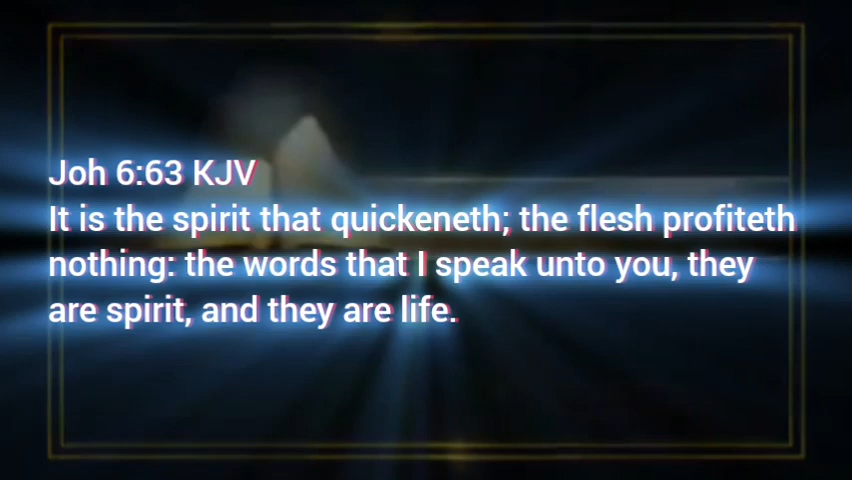 Joh 6:63 KJV
It is the spirit that quickeneth; the flesh profiteth
nothing: the words that I speak unto you, they
are spirit, and they are life.